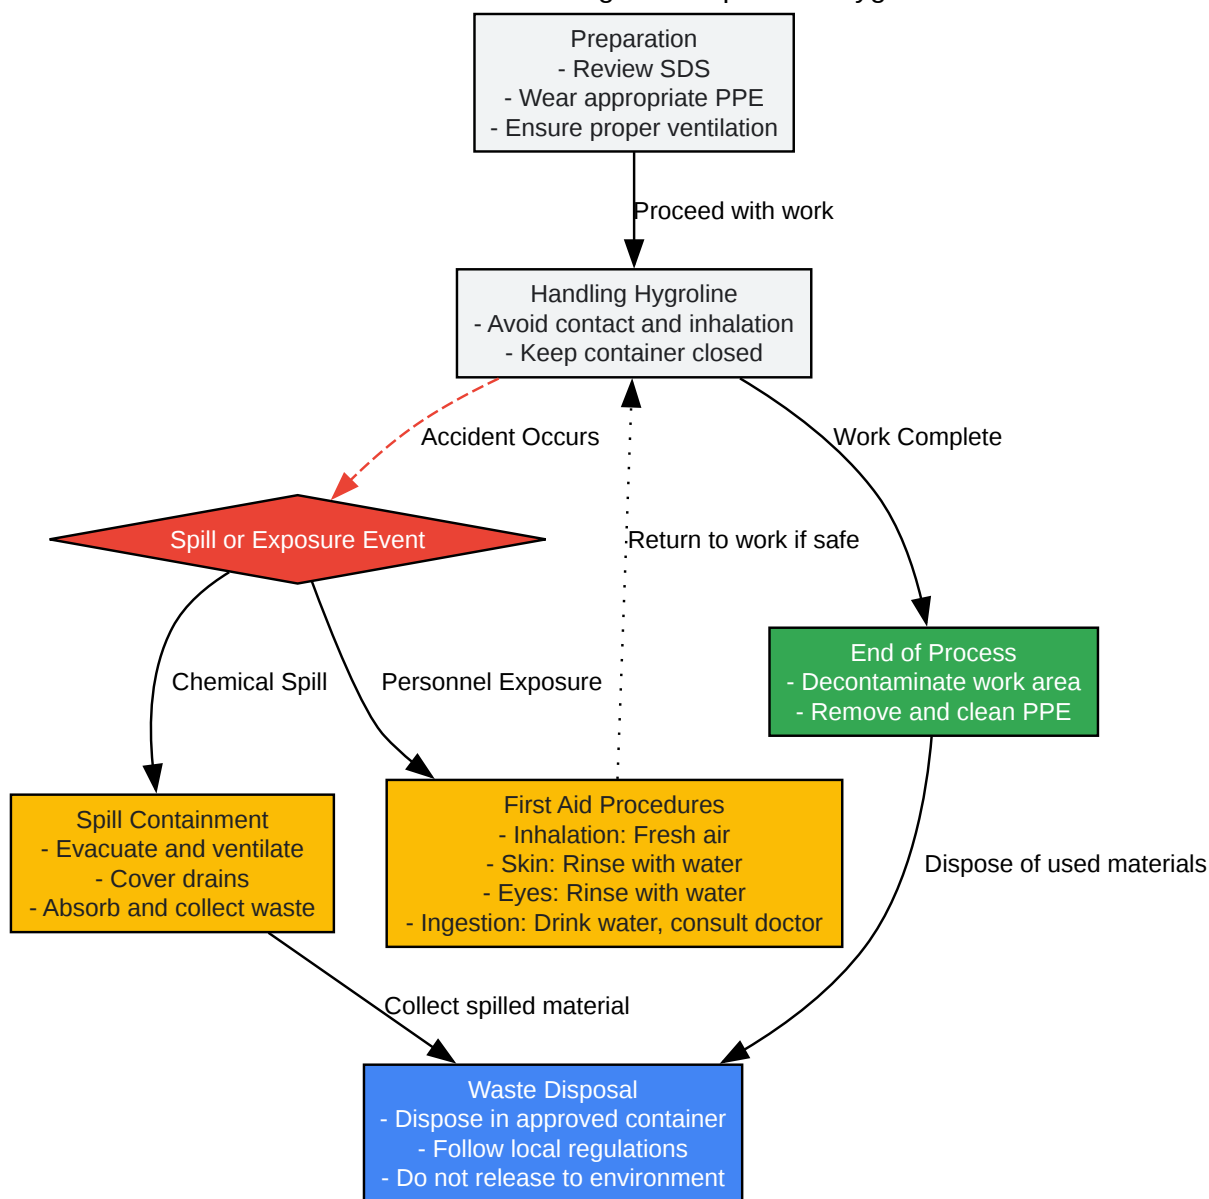 Preparation
- Review SDS
- Wear appropriate PPE
- Ensure proper ventilation
Proceed with work
Handling Hygroline
- Avoid contact and inhalation
- Keep container closed
Accident Occurs
Work Complete
Spill or Exposure Event
Return to work if safe
Chemical Spill
Personnel Exposure
End of Process
- Decontaminate work area
- Remove and clean PPE
Spill Containment
- Evacuate and ventilate
- Cover drains
- Absorb and collect waste
First Aid Procedures
- Inhalation: Fresh air
- Skin: Rinse with water
- Eyes: Rinse with water
- Ingestion: Drink water, consult doctor
Dispose of used materials
Collect spilled material
Waste Disposal
- Dispose in approved container
- Follow local regulations
- Do not release to environment